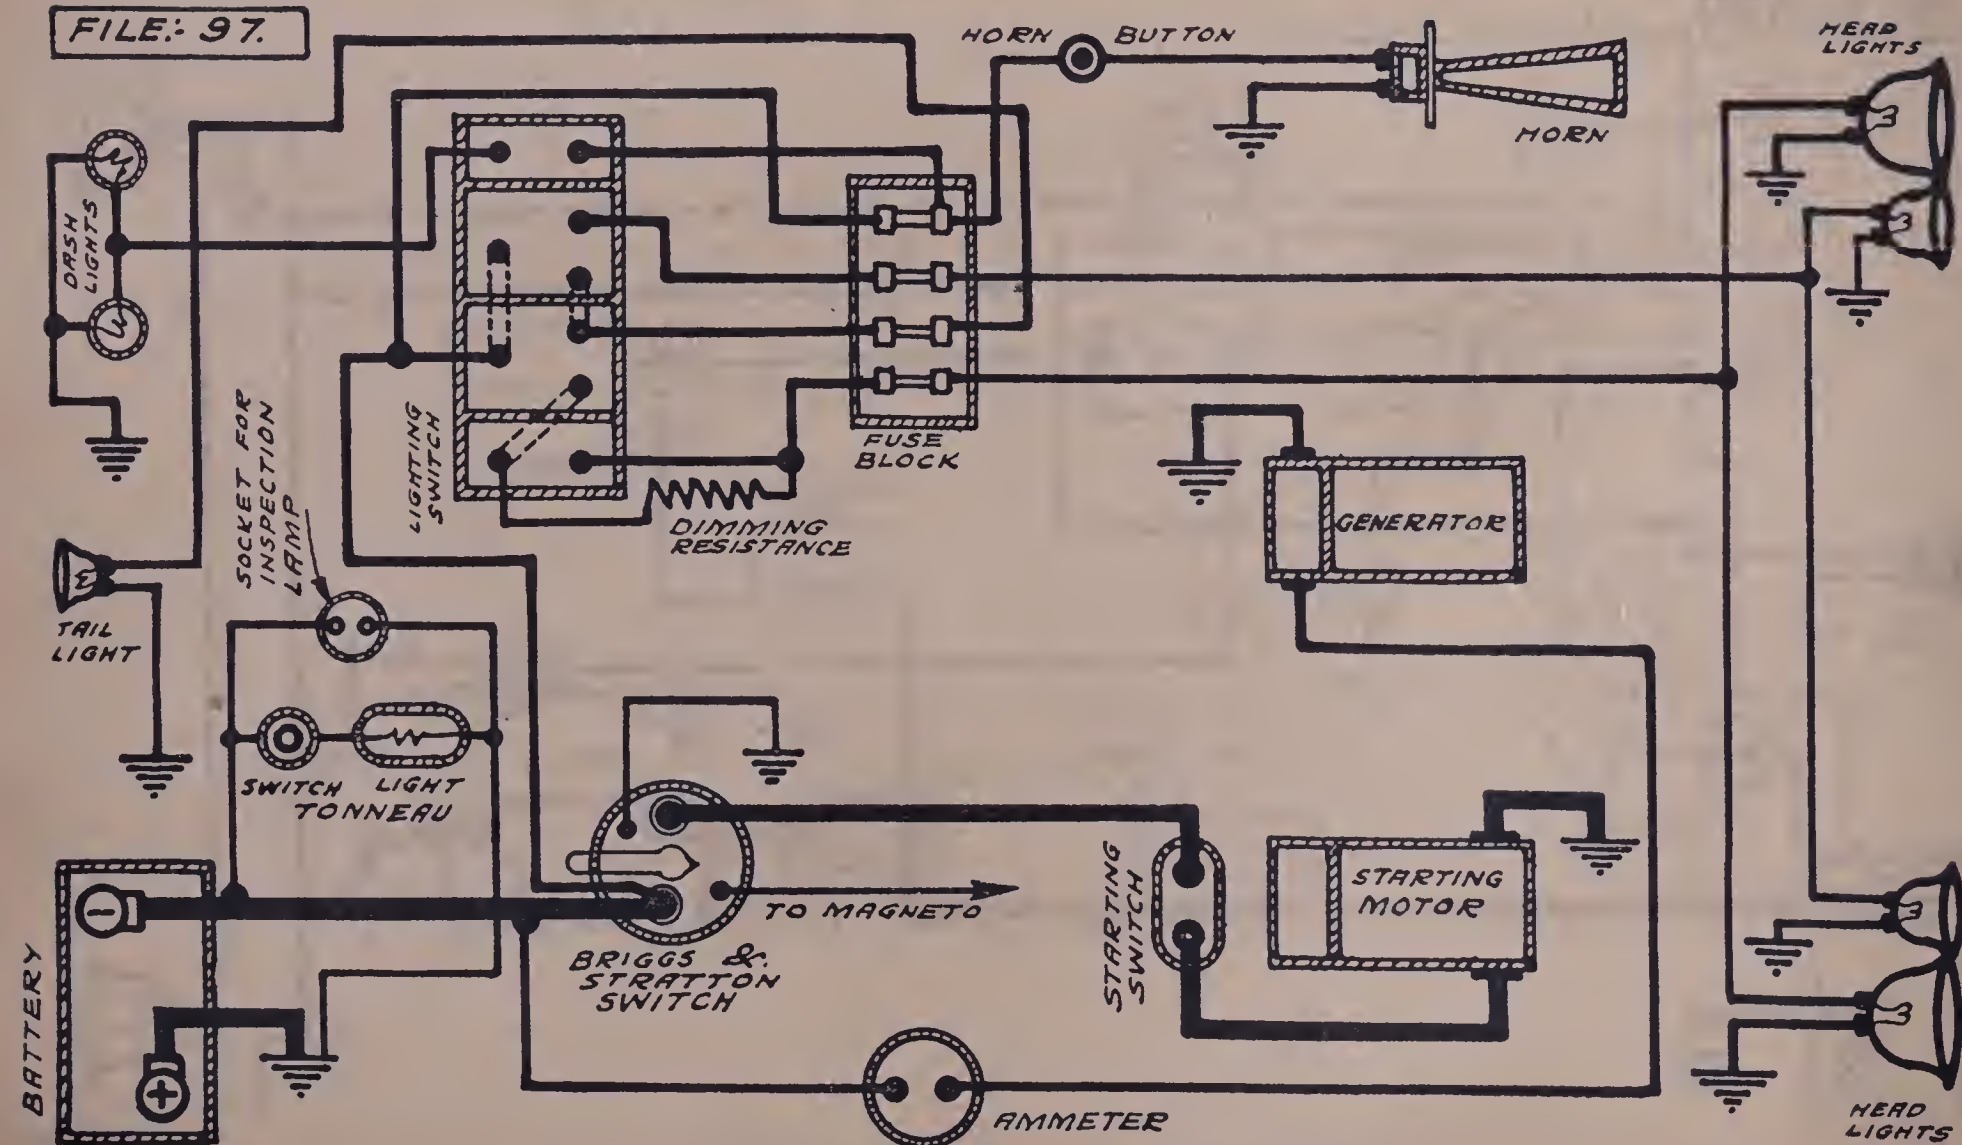 FILE:- 97.
HORN BUTTON
HEAD
LIGHTS
HORN
DASH
LIGHTS
LIGHTING
SWITCH
FUSE
BLOCK
SOCKET FOR
INSPECTION
LAMP
DIMMING
RESISTANCE
GENERATOR
TAIL
LIGHT
SWITCH LIGHT
TONNEAU
STARTING
SWITCH
STARTING
MOTOR
TO MAGNETO
BRIGGS &
STRATTON
SWITCH
BATTERY
-
+
AMMETER
HEAD
LIGHTS